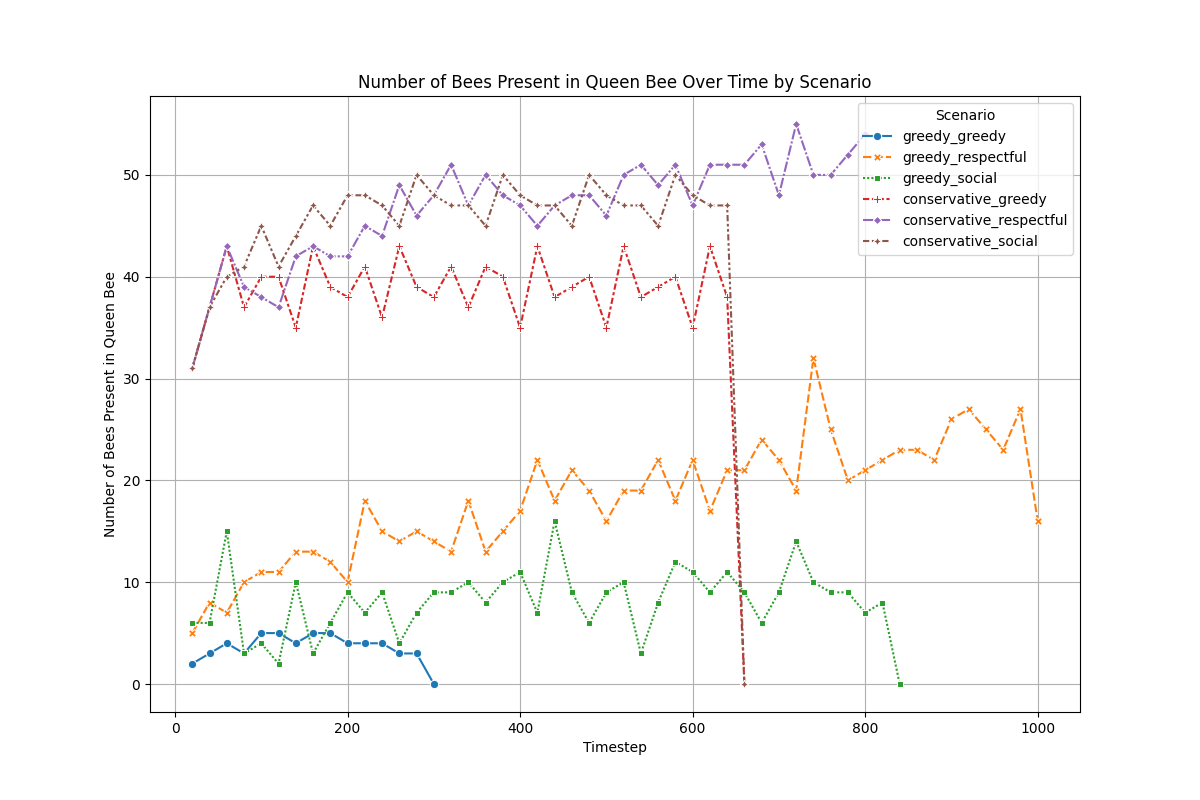 Number of Bees Present in Queen Bee Over Time by Scenario
Number of Bees Present in Queen Bee
50
40
30
20
10
0
0 200 400 600 800 1000
Timestep
Scenario
greedy_greedy
greedy_respectful
greedy_social
conservative_greedy
conservative_respectful
conservative_social